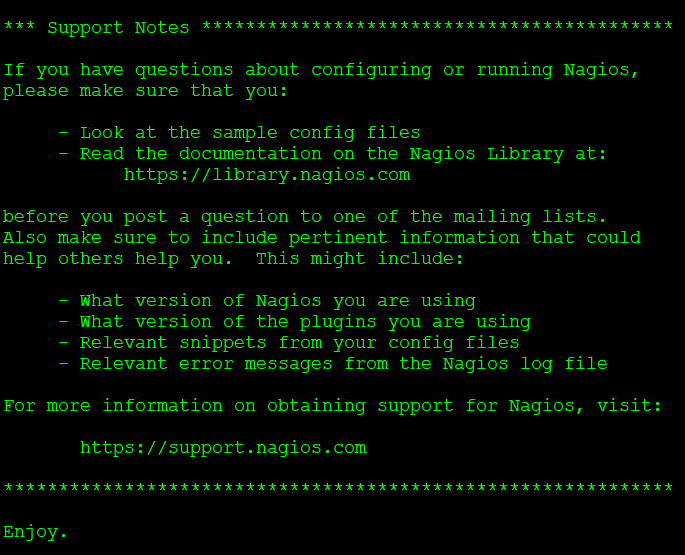 *** Support Notes *******************************************
If you have questions about configuring or running Nagios,
please make sure that you:
- Look at the sample config files
- Read the documentation on the Nagios Library at:
https://library.nagios.com
before you post a question to one of the mailing lists.
Also make sure to include pertinent information that could
help others help you.  This might include:
- What version of Nagios you are using
- What version of the plugins you are using
- Relevant snippets from your config files
- Relevant error messages from the Nagios log file
For more information on obtaining support for Nagios, visit:
https://support.nagios.com
*************************************************************
Enjoy.